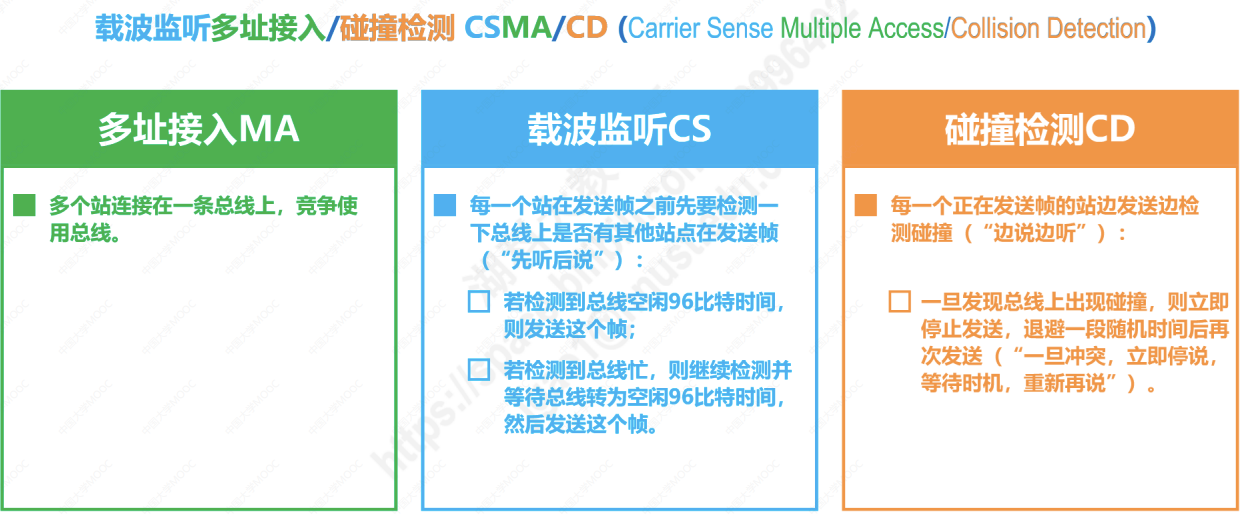 载波监听多址接入/碰撞检测 CSMA/CD (Carrier Sense Multiple Access/Collision Detection)
多址接入MA
多个站连接在一条总线上，竞争使
用总线。
载波监听CS
每一个站在发送帧之前先要检测一
下总线上是否有其他站点在发送帧
（“先听后说”）：
若检测到总线空闲96比特时间，
则发送这个帧；
若检测到总线忙，则继续检测并
等待总线转为空闲96比特时间，
然后发送这个帧。
碰撞检测CD
每一个正在发送帧的站边发送边检
测碰撞（“边说边听”）：
一旦发现总线上出现碰撞，则立即
停止发送，退避一段随机时间后再
次发送（“一旦冲突，立即停说，
等待时机，重新再说”）。